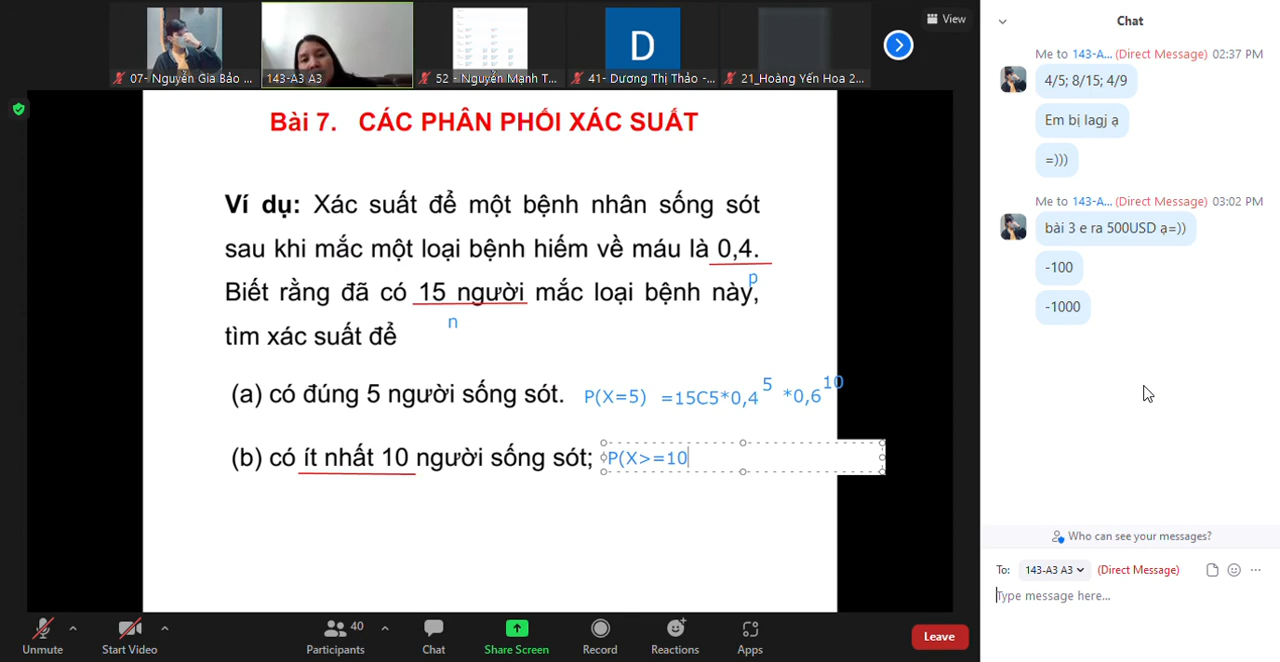 View
07- Nguyễn Gia Bảo ...
143-A3 A3
52 - Nguyễn Mạnh T...
D
41- Dương Thị Thảo -...
21_Hoàng Yến Hoa 2...
Bài 7. CÁC PHÂN PHỐI XÁC SUẤT
Ví dụ: Xác suất để một bệnh nhân sống sót
sau khi mắc một loại bệnh hiếm về máu là 0,4.
p
Biết rằng đã có 15 người mắc loại bệnh này,
n
tìm xác suất để
(a) có đúng 5 người sống sót. P(X=5) =15C5*0,4 5 *0,6 10
(b) có ít nhất 10 người sống sót; P(X>=10
Unmute
Start Video
40
Participants
Chat
Share Screen
Record
Reactions
Apps
Leave
Chat
Me to 143-A... (Direct Message) 02:37 PM
4/5; 8/15; 4/9
Em bị lagj ạ
=)))
Me to 143-A... (Direct Message) 03:02 PM
bài 3 e ra 500USD ạ=))
-100
-1000
Who can see your messages?
To: 143-A3 A3 (Direct Message)
Type message here...